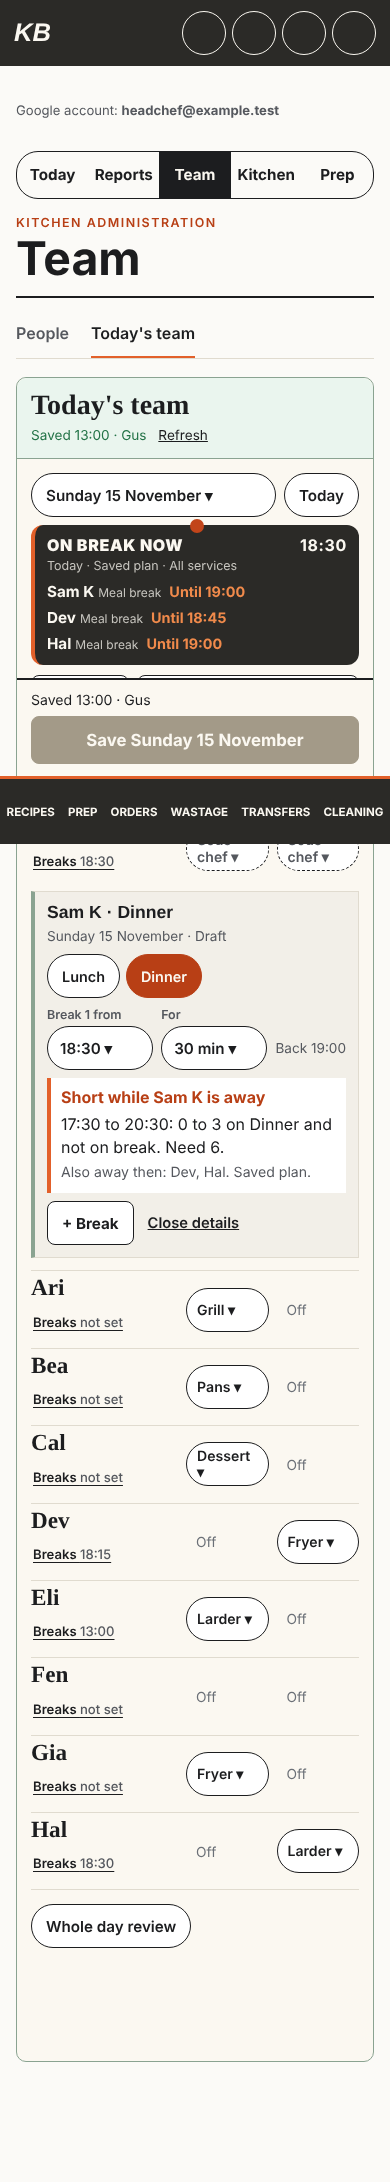 KB
Google account: headchef@example.test
Today Reports Team Kitchen Prep
KITCHEN ADMINISTRATION
Team
People Today's team
Today's team
Saved 13:00 · Gus Refresh
Sunday 15 November ▾ Today
ON BREAK NOW 18:30
Today · Saved plan · All services
Sam K Meal break Until 19:00
Dev Meal break Until 18:45
Hal Meal break Until 19:00
Saved 13:00 · Gus
Save Sunday 15 November
RECIPES PREP ORDERS WASTAGE TRANSFERS CLEANING
Breaks 18:30
chef ▾ chef ▾
Sam K · Dinner
Sunday 15 November · Draft
Lunch Dinner
Break 1 from For
18:30 ▾ 30 min ▾ Back 19:00
Short while Sam K is away
17:30 to 20:30: 0 to 3 on Dinner and
not on break. Need 6.
Also away then: Dev, Hal. Saved plan.
+ Break Close details
Ari
Breaks not set
Grill ▾ Off
Bea
Breaks not set
Pans ▾ Off
Cal
Breaks not set
Dessert
▾
Off
Dev
Breaks 18:15
Off Fryer ▾
Eli
Breaks 13:00
Larder ▾ Off
Fen
Breaks not set
Off Off
Gia
Breaks not set
Fryer ▾ Off
Hal
Breaks 18:30
Off Larder ▾
Whole day review